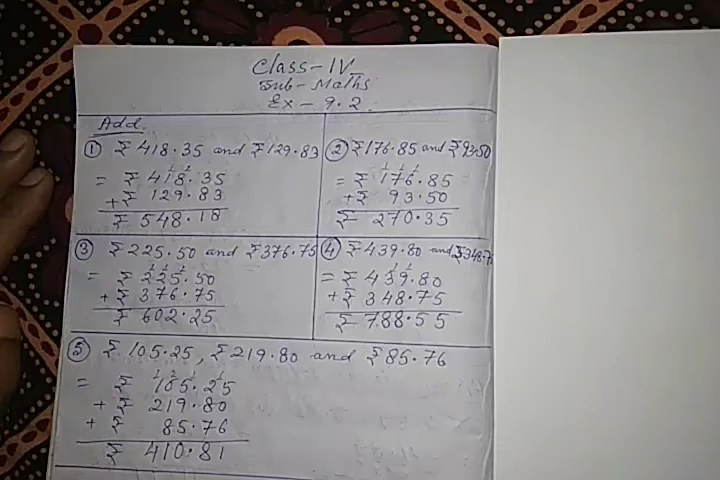 Class-IV
Sub-Maths
Ex-9.2
Add.
① ₹ 418.35 and ₹129.83
= ₹ 418.35
+ ₹ 129.83
₹ 548.18
② ₹176.85 and ₹93.50
= ₹ 176.85
+ ₹ 93.50
₹ 270.35
③ ₹225.50 and ₹376.75
= ₹ 225.50
+ ₹ 376.75
₹ 602.25
④ ₹439.80 and ₹348.75
= ₹ 439.80
+ ₹ 348.75
₹ 788.55
⑤ ₹ 105.25, ₹219.80 and ₹85.76
= ₹ 105.25
+ ₹ 219.80
+ ₹ 85.76
₹ 410.81